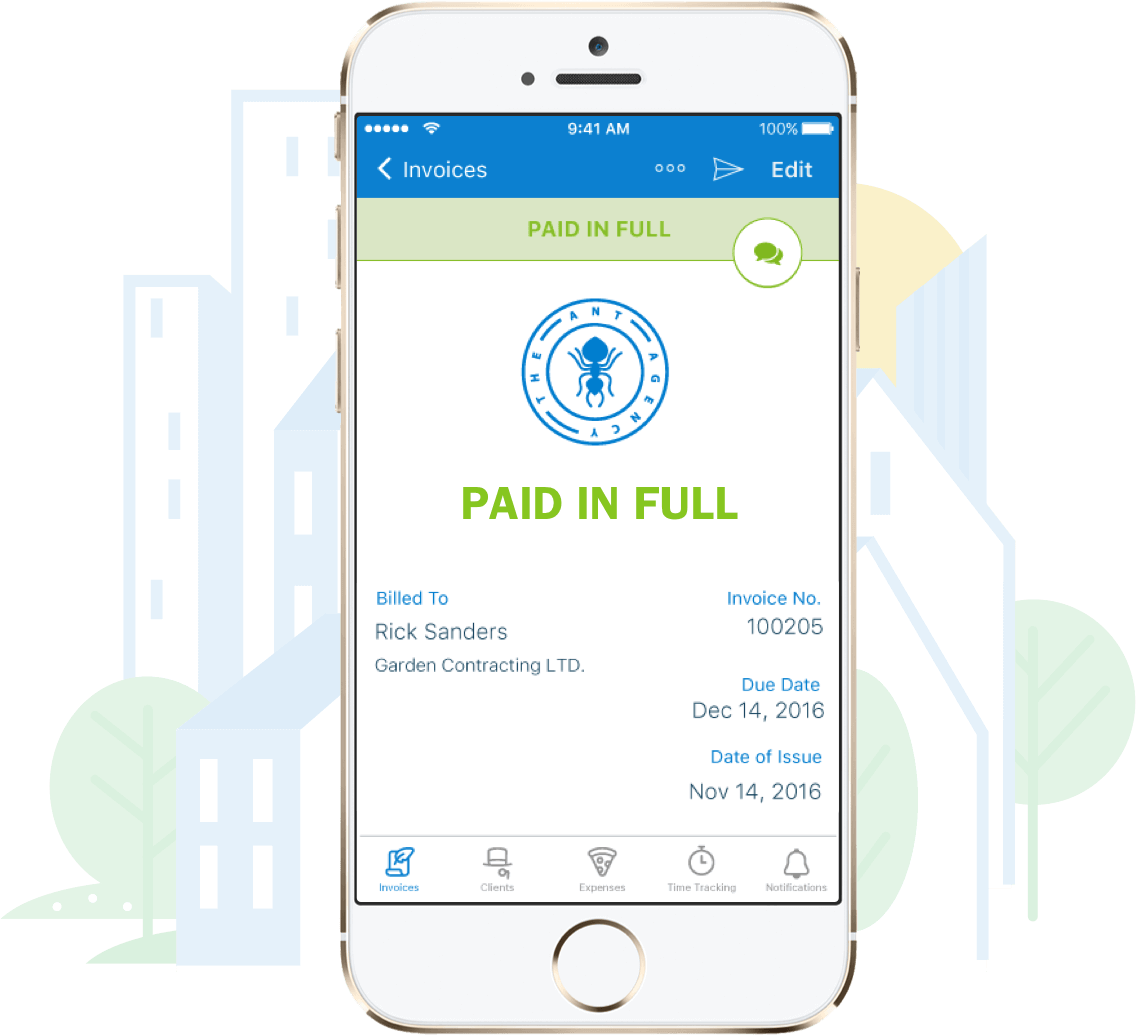 9:41 AM 100%
Invoices Edit
PAID IN FULL
THE ANT AGENCY
PAID IN FULL
Billed To
Rick Sanders
Garden Contracting LTD.
Invoice No.
100205
Due Date
Dec 14, 2016
Date of Issue
Nov 14, 2016
Invoices Clients Expenses Time Tracking Notifications